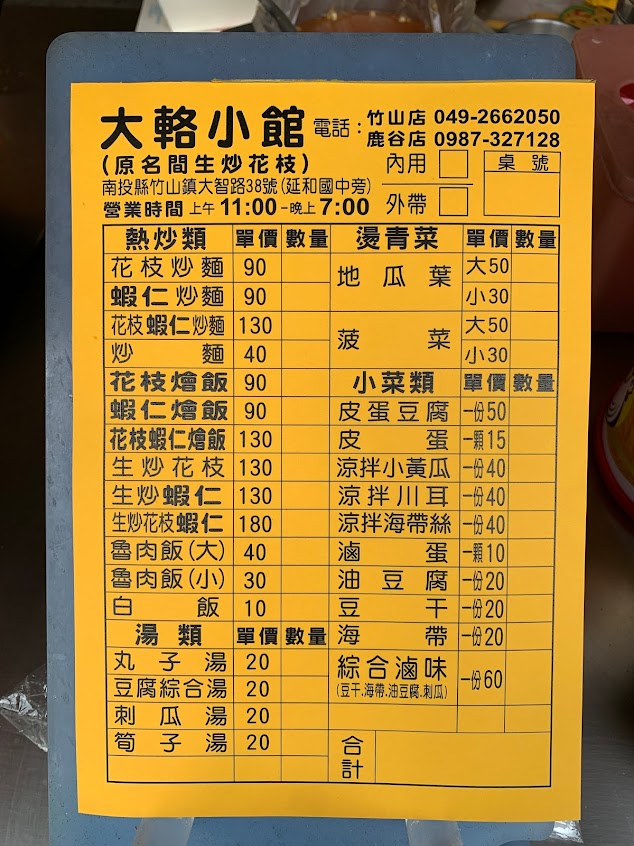 大輅小館
電話：竹山店 049-2662050
鹿谷店 0987-327128
(原名間生炒花枝)
南投縣竹山鎮大智路38號(延和國中旁)
營業時間 上午 11:00 - 晚上 7:00
內用
外帶
桌號
熱炒類 單價 數量
花枝炒麵 90
蝦仁炒麵 90
花枝蝦仁炒麵 130
炒麵 40
花枝燴飯 90
蝦仁燴飯 90
花枝蝦仁燴飯 130
生炒花枝 130
生炒蝦仁 130
生炒花枝蝦仁 180
魯肉飯(大) 40
魯肉飯(小) 30
白飯 10
湯類 單價 數量
丸子湯 20
豆腐綜合湯 20
刺瓜湯 20
筍子湯 20
燙青菜 單價 數量
地瓜葉 大50
小30
菠菜 大50
小30
小菜類 單價 數量
皮蛋豆腐 一份50
皮蛋 一顆15
涼拌小黃瓜 一份40
涼拌川耳 一份40
涼拌海帶絲 一份40
滷蛋 一顆10
油豆腐 一份20
豆干 一份20
海帶 一份20
綜合滷味 一份60
(豆干.海帶.油豆腐.刺瓜)
合計